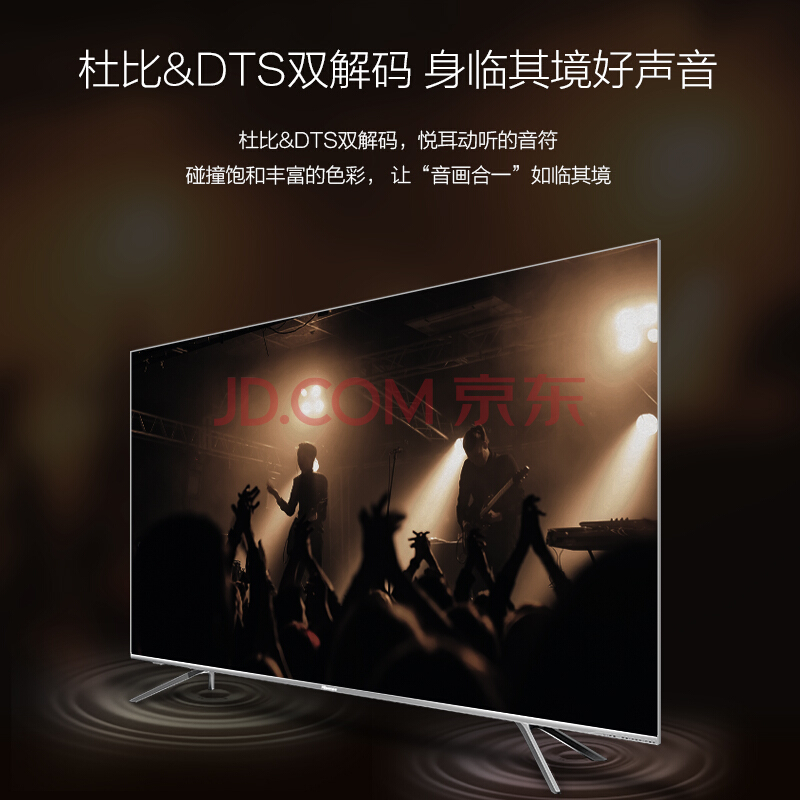 杜比&DTS双解码 身临其境好声音
杜比&DTS双解码，悦耳动听的音符
碰撞饱和丰富的色彩， 让“音画合一”如临其境
JD.COM 京东